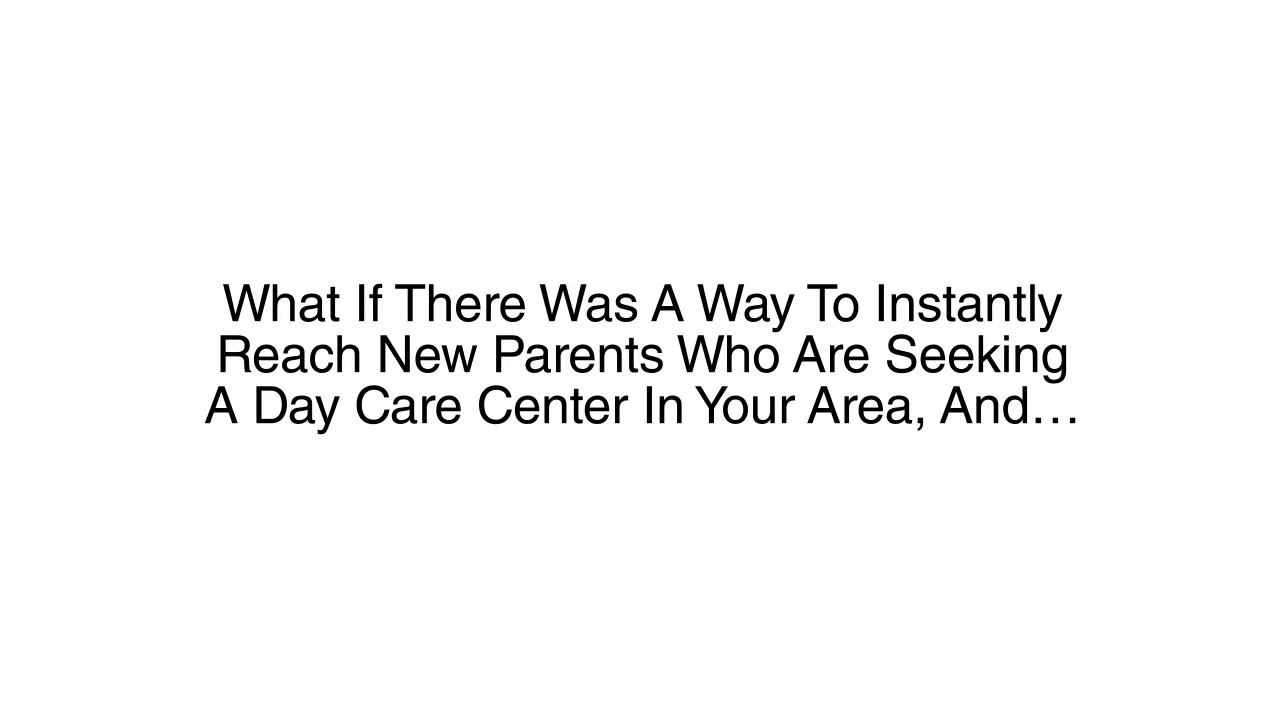 What If There Was A Way To Instantly
Reach New Parents Who Are Seeking
A Day Care Center In Your Area, And…